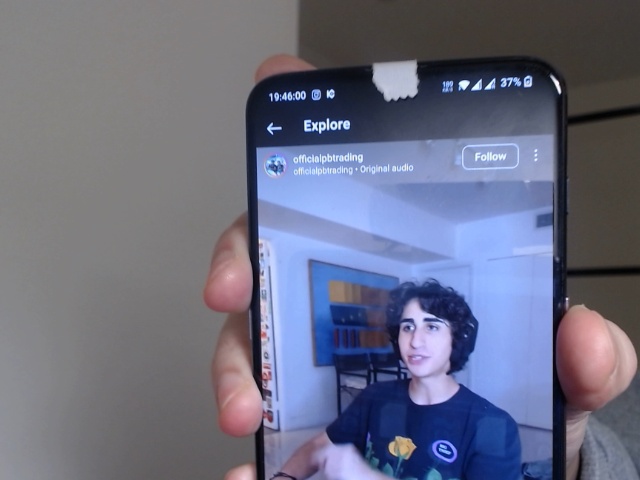 19:46:00 37%
Explore
officialpbtrading
officialpbtrading • Original audio
Follow